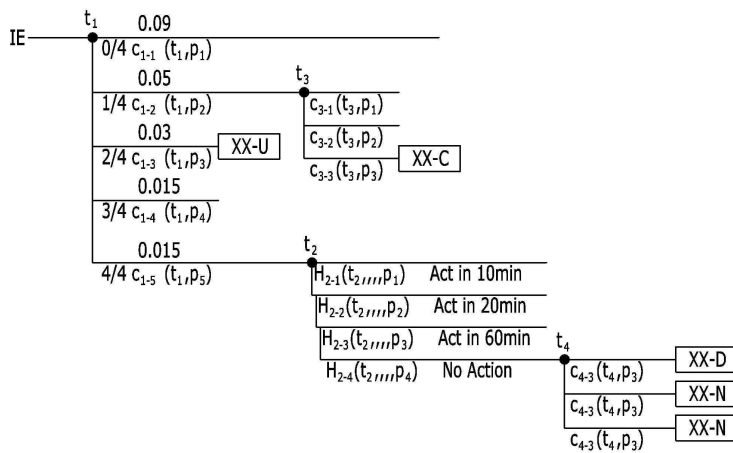 t1
0.09
IE
0/4 c1-1 (t1,p1)
0.05
t3
1/4 c1-2 (t1,p2)
c3-1(t3,p1)
0.03
c3-2(t3,p2)
XX-U
2/4 c1-3 (t1,p3)
c3-3(t3,p3)
XX-C
0.015
3/4 c1-4 (t1,p4)
0.015
t2
4/4 c1-5 (t1,p5)
H2-1(t2,,,,p1) Act in 10min
H2-2(t2,,,,p2) Act in 20min
H2-3(t2,,,,p3) Act in 60min
t4
H2-4(t2,,,,p4) No Action
c4-3(t4,p3)
XX-D
c4-3(t4,p3)
XX-N
c4-3(t4,p3)
XX-N